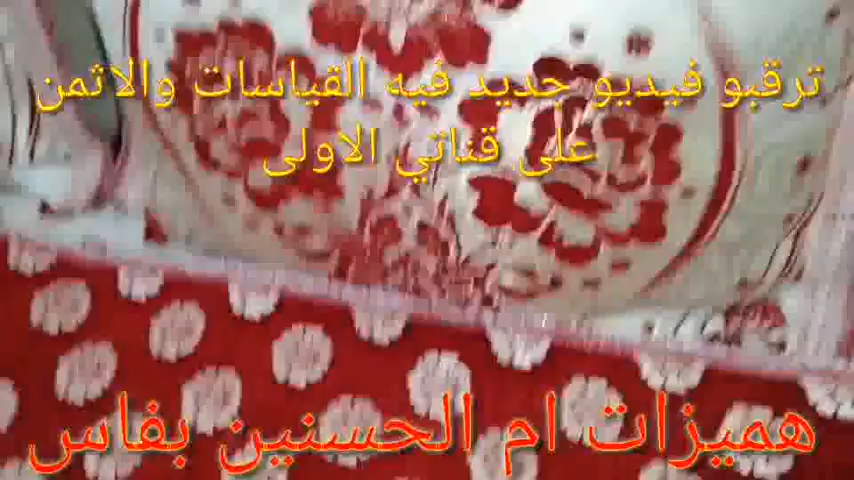 ترقبو فيديو جديد فيه القياسات والاثمن
على قناتي الاولى
هميزات ام الحسنين بفاس